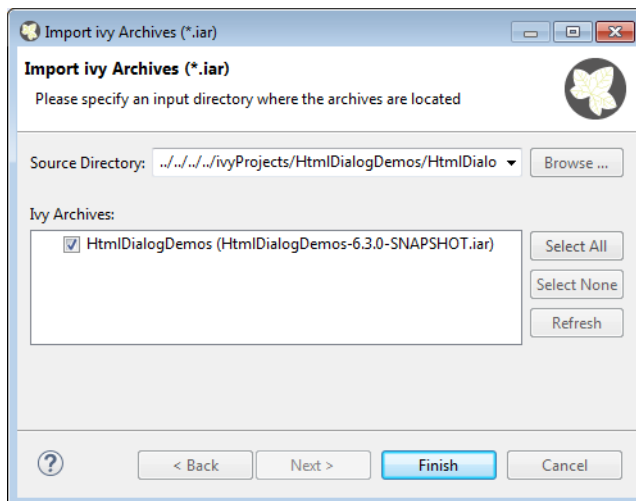 Import ivy Archives (*.iar)
Import ivy Archives (*.iar)
Please specify an input directory where the archives are located
Source Directory: ../../../../ivyProjects/HtmlDialogDemos/HtmlDialo Browse ...
Ivy Archives:
HtmlDialogDemos (HtmlDialogDemos-6.3.0-SNAPSHOT.iar)
Select All
Select None
Refresh
? < Back Next > Finish Cancel